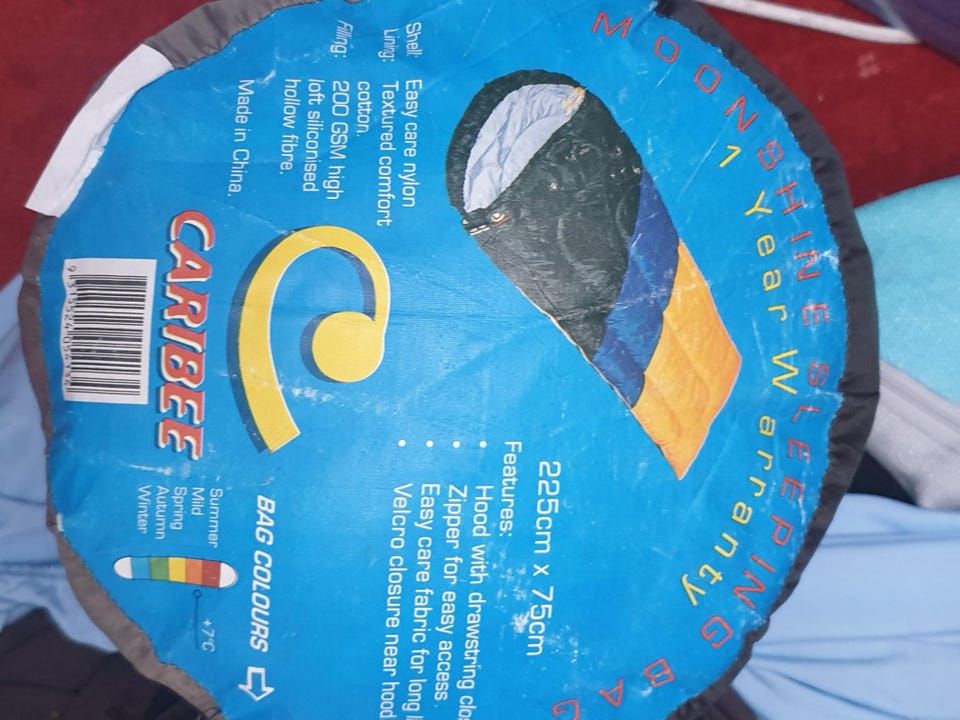 MOONSHINE SLEEPING BAG
1 Year Warranty
225cm x 75cm
Features:
• Hood with drawstring
• Zipper for easy access.
• Easy care fabric for long
• Velcro closure near hood
Shell: Easy care nylon
Lining: Textured comfort
cotton.
Filling: 200 GSM high
loft siliconised
hollow fibre.
Made in China.
CARIBEE
BAG COLOURS
Summer
Mild
Spring
Autumn
Winter
+7°C